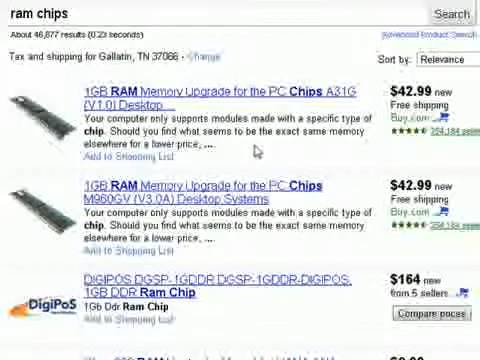 ram chips
Search
About 46,877 results (0.23 seconds)
Advanced Product Search
Tax and shipping for Gallatin, TN 37066 - Change
Sort by: Relevance
1GB RAM Memory Upgrade for the PC Chips A31G
(V1.0) Desktop ...
Your computer only supports modules made with a specific type of
chip. Should you find what seems to be the exact same memory
elsewhere for a lower price, ...
Add to Shopping List
$42.99 new
Free shipping
Buy.com
354,184 seller
1GB RAM Memory Upgrade for the PC Chips
M960GV (V3.0A) Desktop Systems
Your computer only supports modules made with a specific type of
chip. Should you find what seems to be the exact same memory
elsewhere for a lower price, ...
Add to Shopping List
$42.99 new
Free shipping
Buy.com
354,184 seller
DigiPoS
DIGIPOS DGSP-1GDDR DGSP-1GDDR-DIGIPOS,
1GB DDR Ram Chip
1Gb Ddr Ram Chip
Add to Shopping List
$164 new
from 5 sellers
Compare prices